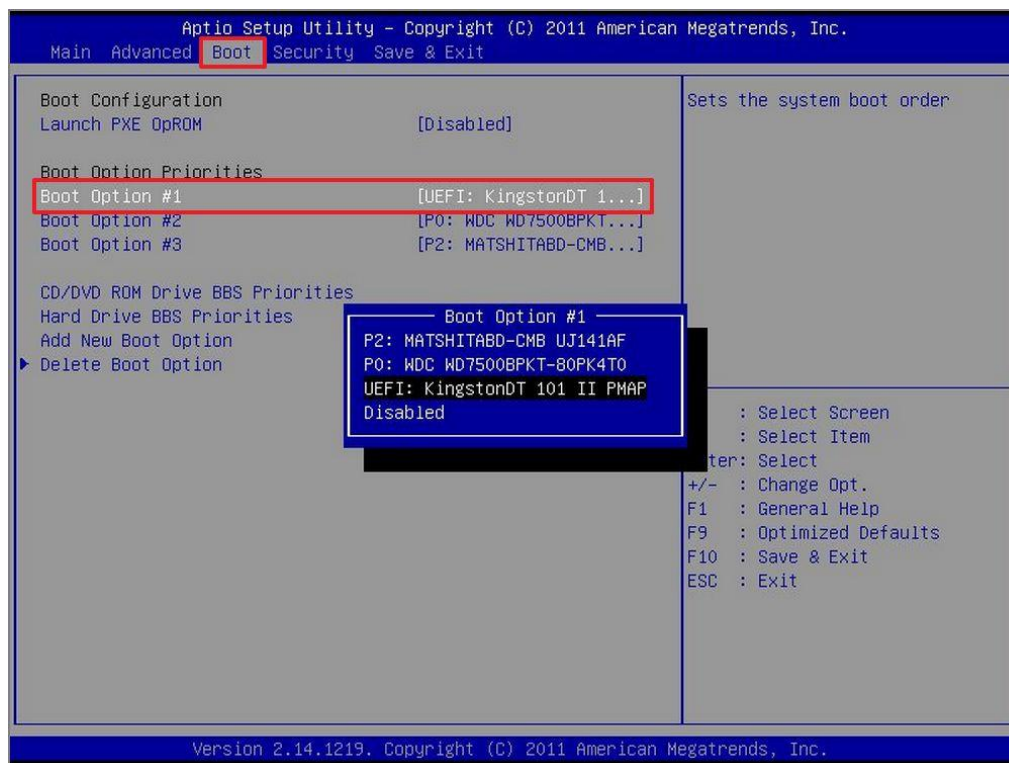 Aptio Setup Utility – Copyright (C) 2011 American Megatrends, Inc.
Main Advanced Boot Security Save & Exit
Boot Configuration
Launch PXE OpROM [Disabled]
Boot Option Priorities
Boot Option #1 [UEFI: KingstonDT 1...]
Boot Option #2 [P0: WDC WD7500BPKT...]
Boot Option #3 [P2: MATSHITABD-CMB...]
CD/DVD ROM Drive BBS Priorities
Hard Drive BBS Priorities
Add New Boot Option
Delete Boot Option
Boot Option #1
P2: MATSHITABD-CMB UJ141AF
P0: WDC WD7500BPKT-80PK4T0
UEFI: KingstonDT 101 II PMAP
Disabled
Sets the system boot order
: Select Screen
: Select Item
ter: Select
+/- : Change Opt.
F1 : General Help
F9 : Optimized Defaults
F10 : Save & Exit
ESC : Exit
Version 2.14.1219. Copyright (C) 2011 American Megatrends, Inc.